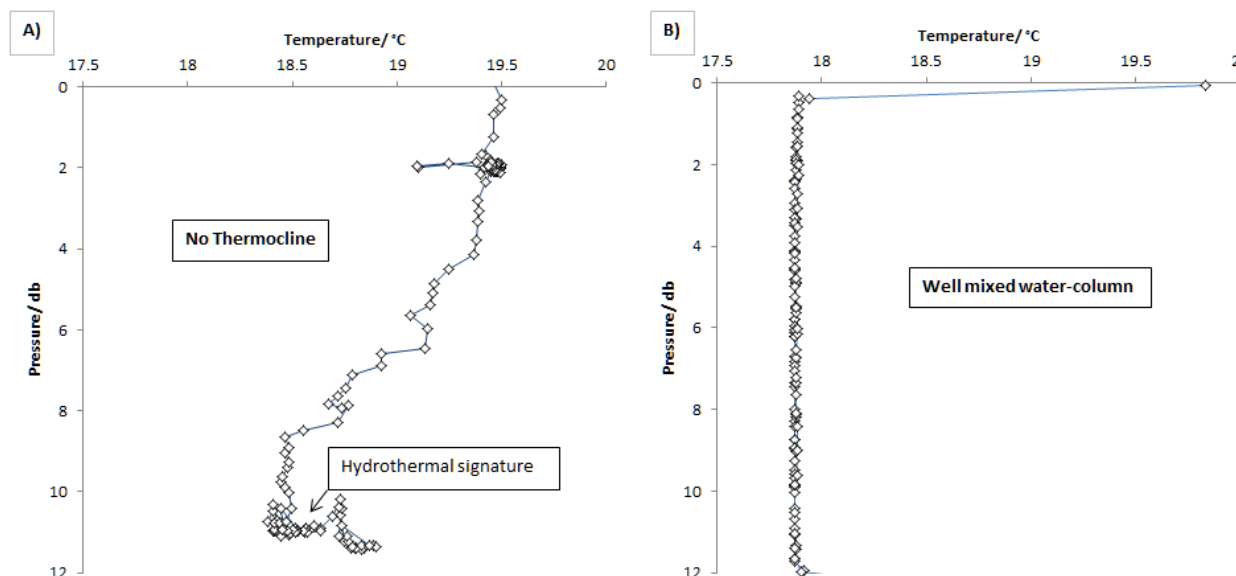 A)
Temperature/ °C
17.5 18 18.5 19 19.5 20
0
2
4
6
8
10
12
Pressure/ db
No Thermocline
Hydrothermal signature
B)
Temperature/ °C
17.5 18 18.5 19 19.5 20
0
2
4
6
8
10
12
Pressure/ db
Well mixed water-column